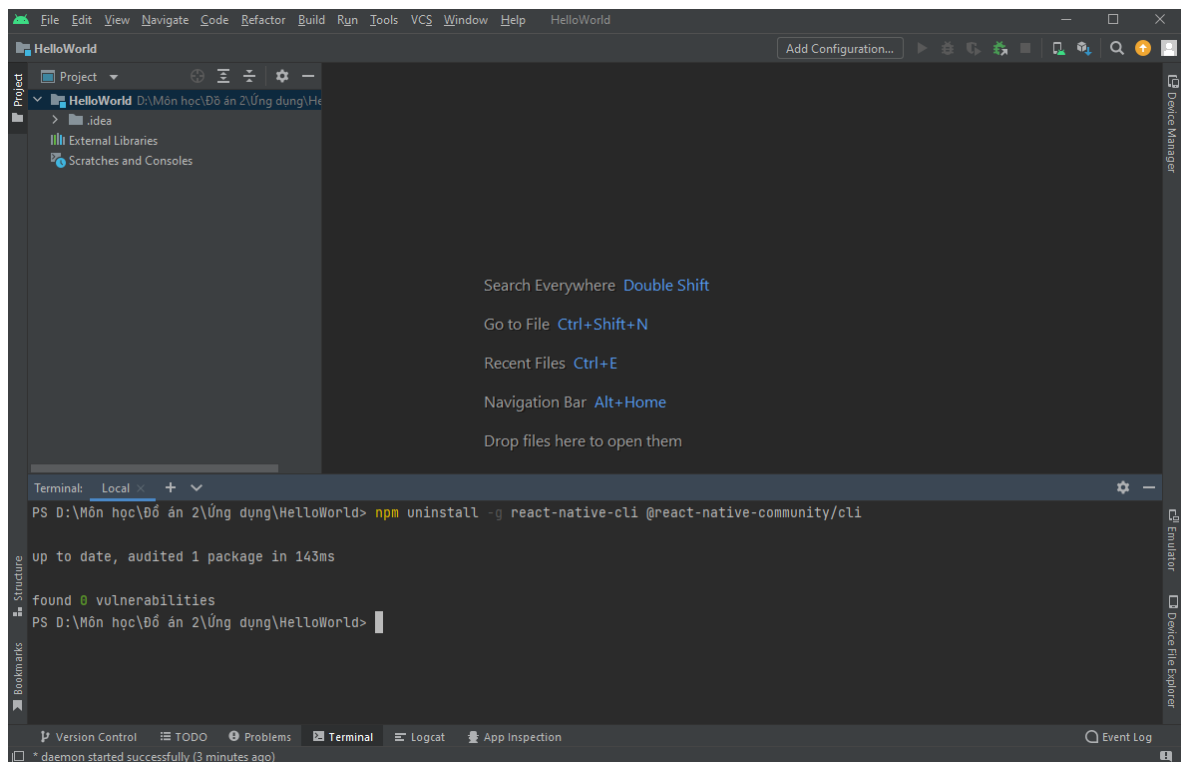 File Edit View Navigate Code Refactor Build Run Tools VCS Window Help HelloWorld
HelloWorld
Add Configuration...
Project
Project
HelloWorld D:\Môn học\Đồ án 2\Ứng dụng\He
.idea
External Libraries
Scratches and Consoles
Device Manager
Search Everywhere Double Shift
Go to File Ctrl+Shift+N
Recent Files Ctrl+E
Navigation Bar Alt+Home
Drop files here to open them
Terminal: Local
PS D:\Môn học\Đồ án 2\Ứng dụng\HelloWorld> npm uninstall -g react-native-cli @react-native-community/cli
up to date, audited 1 package in 143ms
found 0 vulnerabilities
PS D:\Môn học\Đồ án 2\Ứng dụng\HelloWorld>
Structure
Bookmarks
Emulator
Device File Explorer
Version Control TODO Problems Terminal Logcat App Inspection Event Log
* daemon started successfully (3 minutes ago)